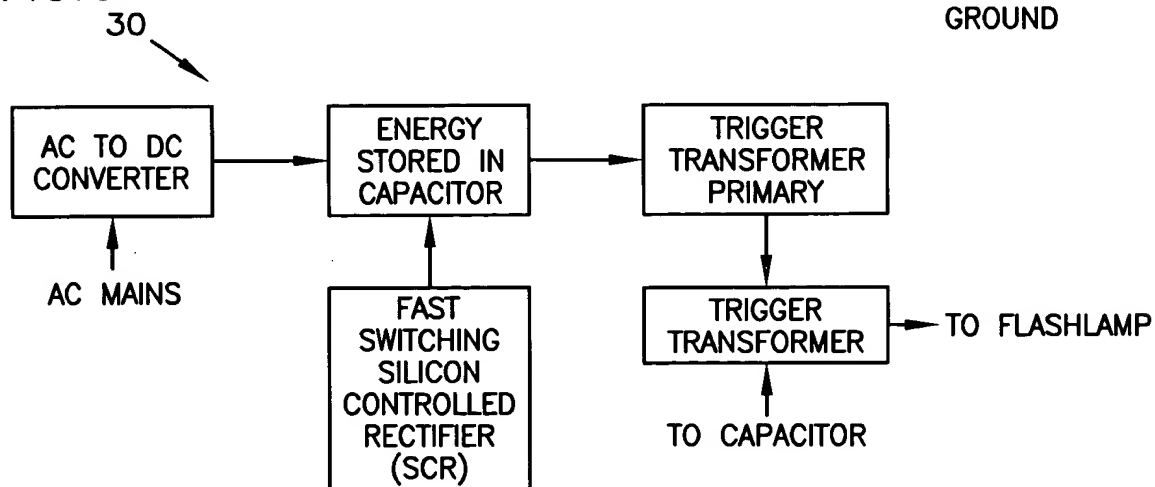 30
GROUND
AC TO DC
CONVERTER
ENERGY
STORED IN
CAPACITOR
TRIGGER
TRANSFORMER
PRIMARY
AC MAINS
FAST
SWITCHING
SILICON
CONTROLLED
RECTIFIER
(SCR)
TRIGGER
TRANSFORMER
TO FLASHLAMP
TO CAPACITOR